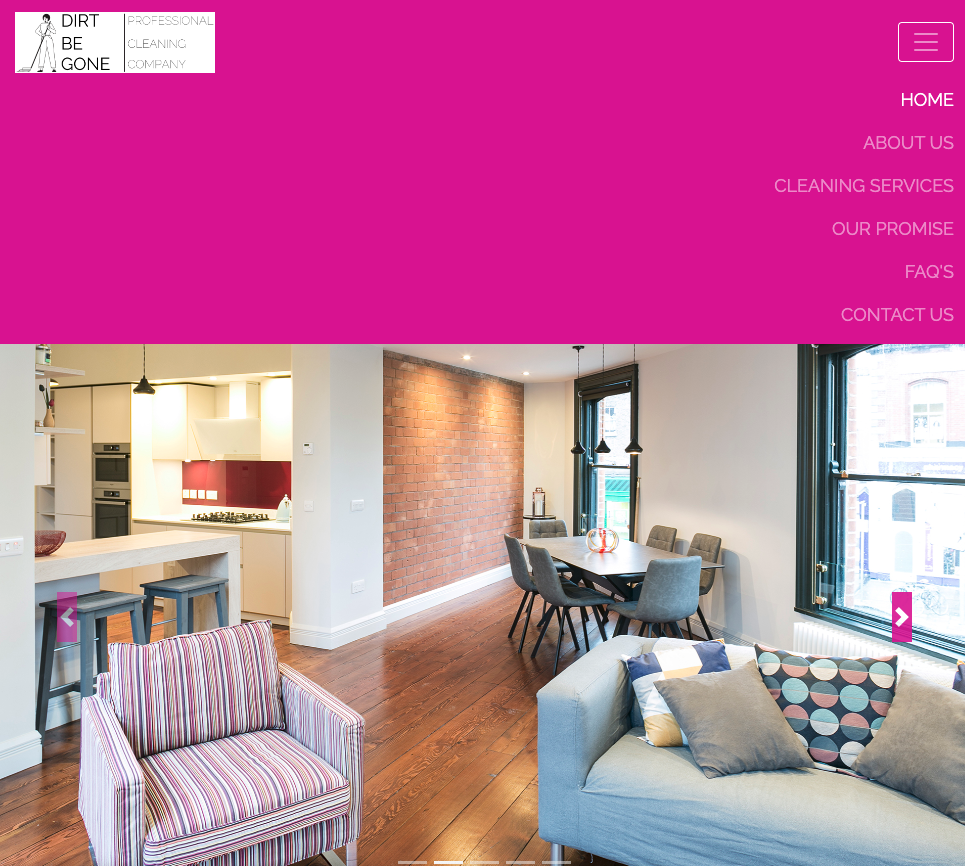 DIRT
BE
GONE
PROFESSIONAL
CLEANING
COMPANY
HOME
ABOUT US
CLEANING SERVICES
OUR PROMISE
FAQ'S
CONTACT US